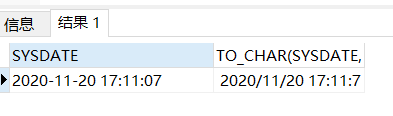 信息 结果 1
SYSDATE TO_CHAR(SYSDATE,
2020-11-20 17:11:07 2020/11/20 17:11:7